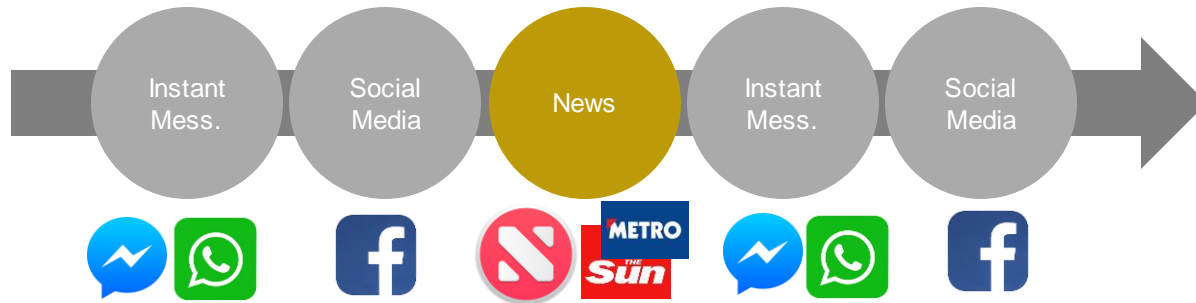 Instant
Mess.
Social
Media
News
Instant
Mess.
Social
Media
METRO
THE
Sun